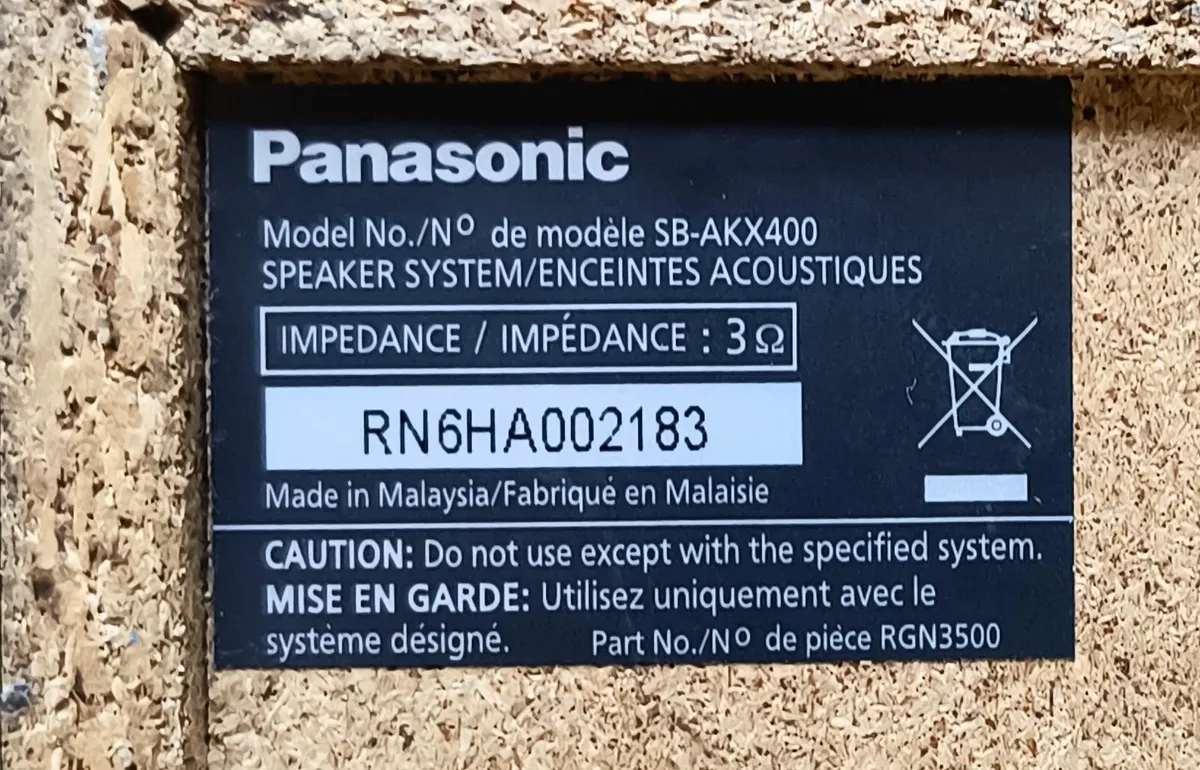 Panasonic
Model No./Nº de modèle SB-AKX400
SPEAKER SYSTEM/ENCEINTES ACOUSTIQUES
IMPEDANCE / IMPÉDANCE : 3 Ω
RN6HA002183
Made in Malaysia/Fabriqué en Malaisie
CAUTION: Do not use except with the specified system.
MISE EN GARDE: Utilisez uniquement avec le
système désigné. Part No./Nº de pièce RGN3500